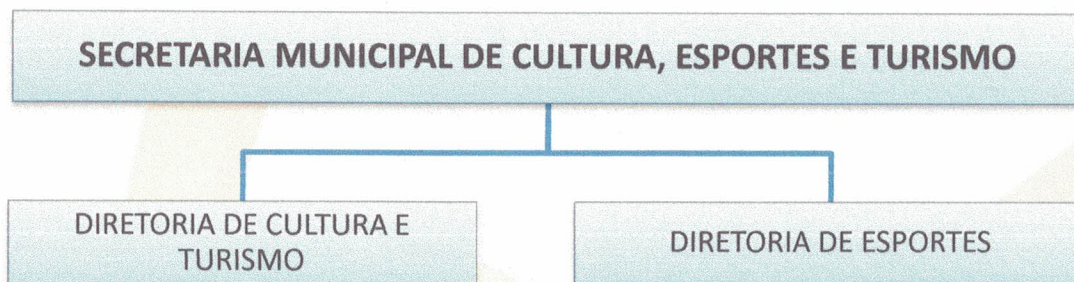 SECRETARIA MUNICIPAL DE CULTURA, ESPORTES E TURISMO
DIRETORIA DE CULTURA E
TURISMO
DIRETORIA DE ESPORTES